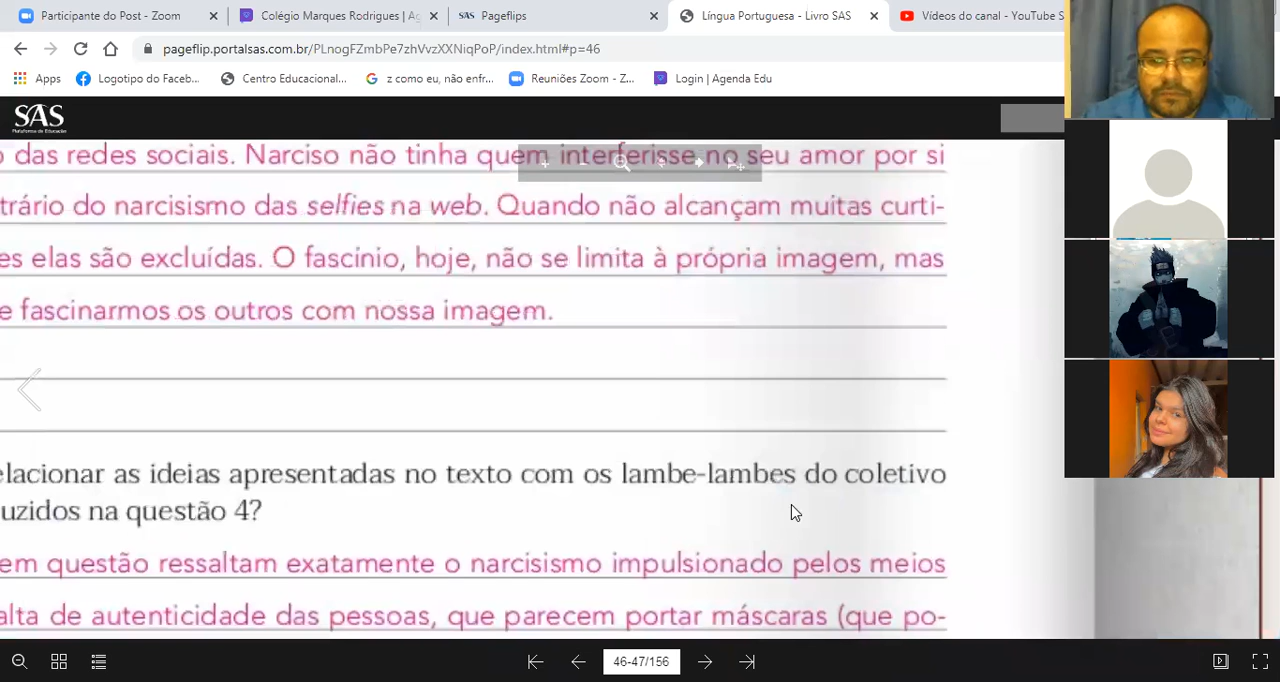 Participante do Post - Zoom
Colégio Marques Rodrigues | Ag
SAS Pageflips
Língua Portuguesa - Livro SAS
Vídeos do canal - YouTube S
pageflip.portalsas.com.br/PLnogFZmbPe7zhVvzXXNiqPoP/index.html#p=46
Apps
Logotipo do Faceb...
Centro Educacional...
z como eu, não enfr...
Reuniões Zoom - Z...
Login | Agenda Edu
SAS
Plataforma de Educação
o das redes sociais. Narciso não tinha quem interferisse no seu amor por si
trário do narcisismo das selfies na web. Quando não alcançam muitas curti-
es elas são excluídas. O fascínio, hoje, não se limita à própria imagem, mas
e fascinarmos os outros com nossa imagem.
elacionar as ideias apresentadas no texto com os lambe-lambes do coletivo
uzidos na questão 4?
em questão ressaltam exatamente o narcisismo impulsionado pelos meios
alta de autenticidade das pessoas, que parecem portar máscaras (que po-
46-47/156